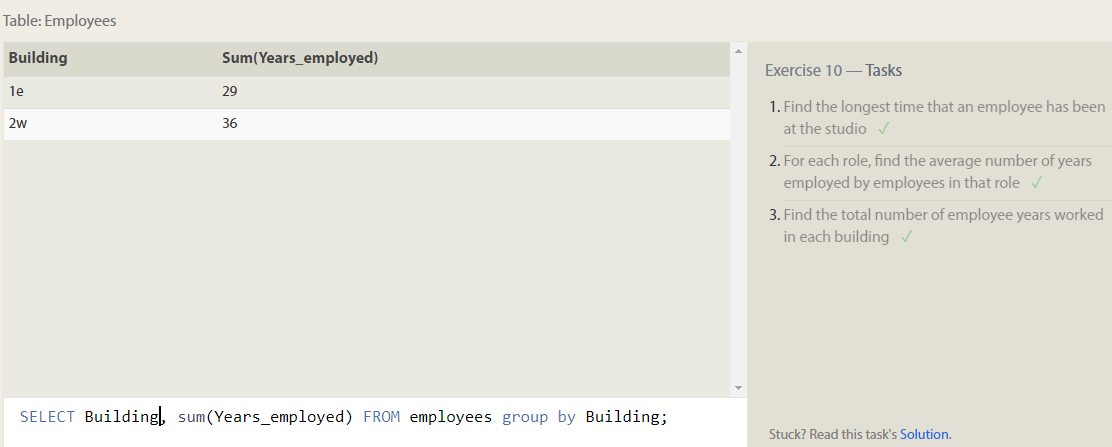 Table: Employees
Building Sum(Years_employed)
1e 29
2w 36
SELECT Building, sum(Years_employed) FROM employees group by Building;
Exercise 10 — Tasks
1. Find the longest time that an employee has been
at the studio ✓
2. For each role, find the average number of years
employed by employees in that role ✓
3. Find the total number of employee years worked
in each building ✓
Stuck? Read this task's Solution.